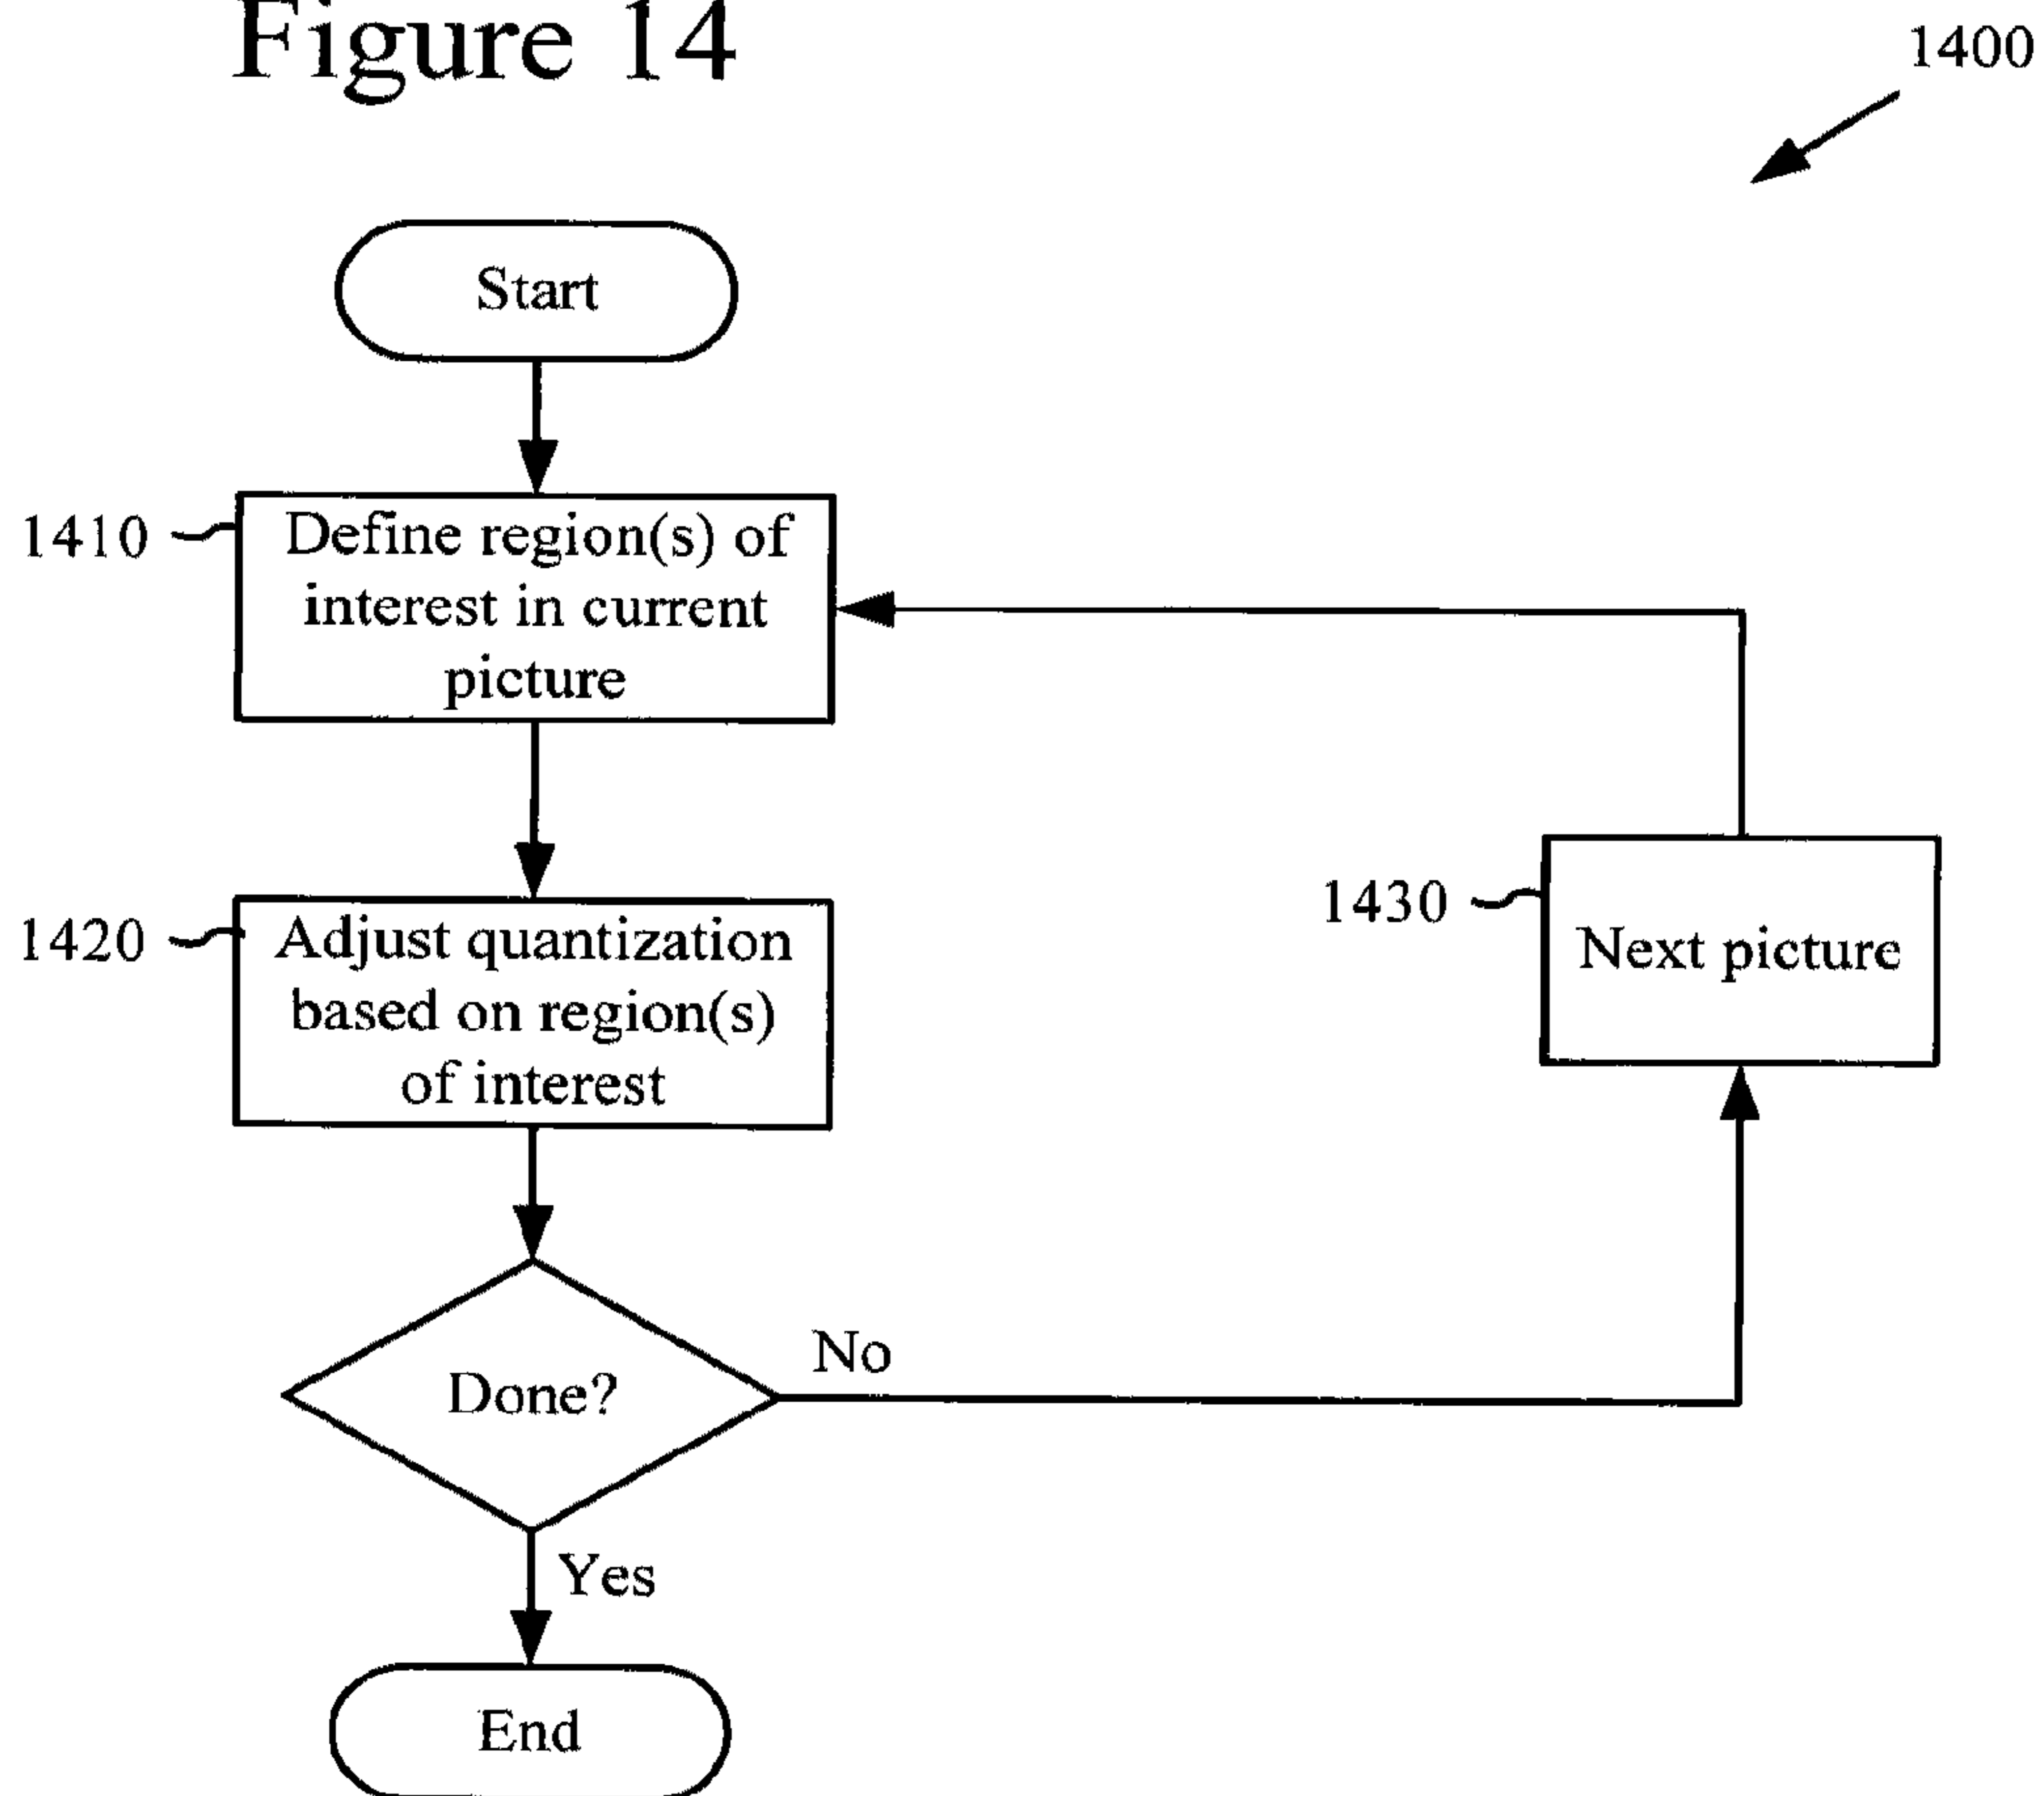 Figure 14
1400
Start
1410
Define region(s) of
interest in current
picture
1420
Adjust quantization
based on region(s)
of interest
1430
Next picture
Done?
No
Yes
End